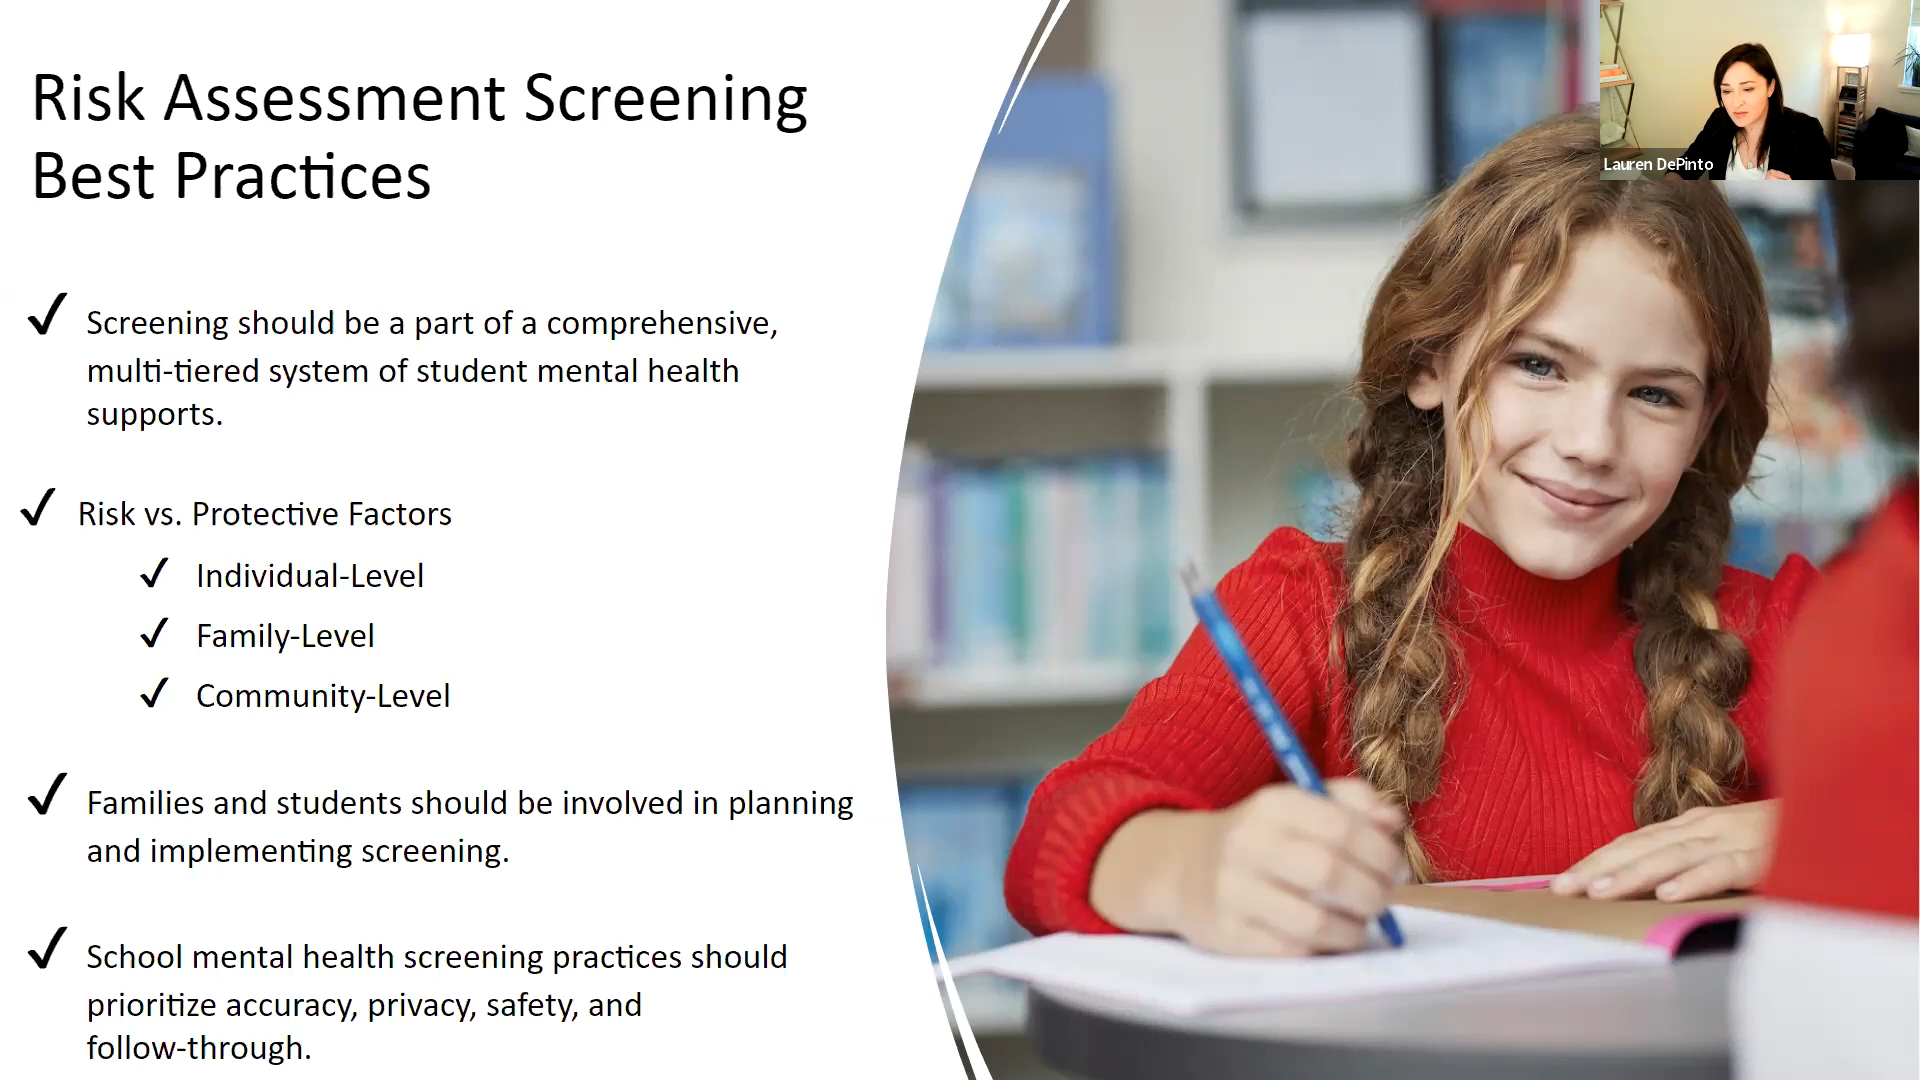 Risk Assessment Screening
Best Practices
Lauren DePinto
✓ Screening should be a part of a comprehensive,
multi-tiered system of student mental health
supports.
✓ Risk vs. Protective Factors
✓ Individual-Level
✓ Family-Level
✓ Community-Level
✓ Families and students should be involved in planning
and implementing screening.
✓ School mental health screening practices should
prioritize accuracy, privacy, safety, and
follow-through.